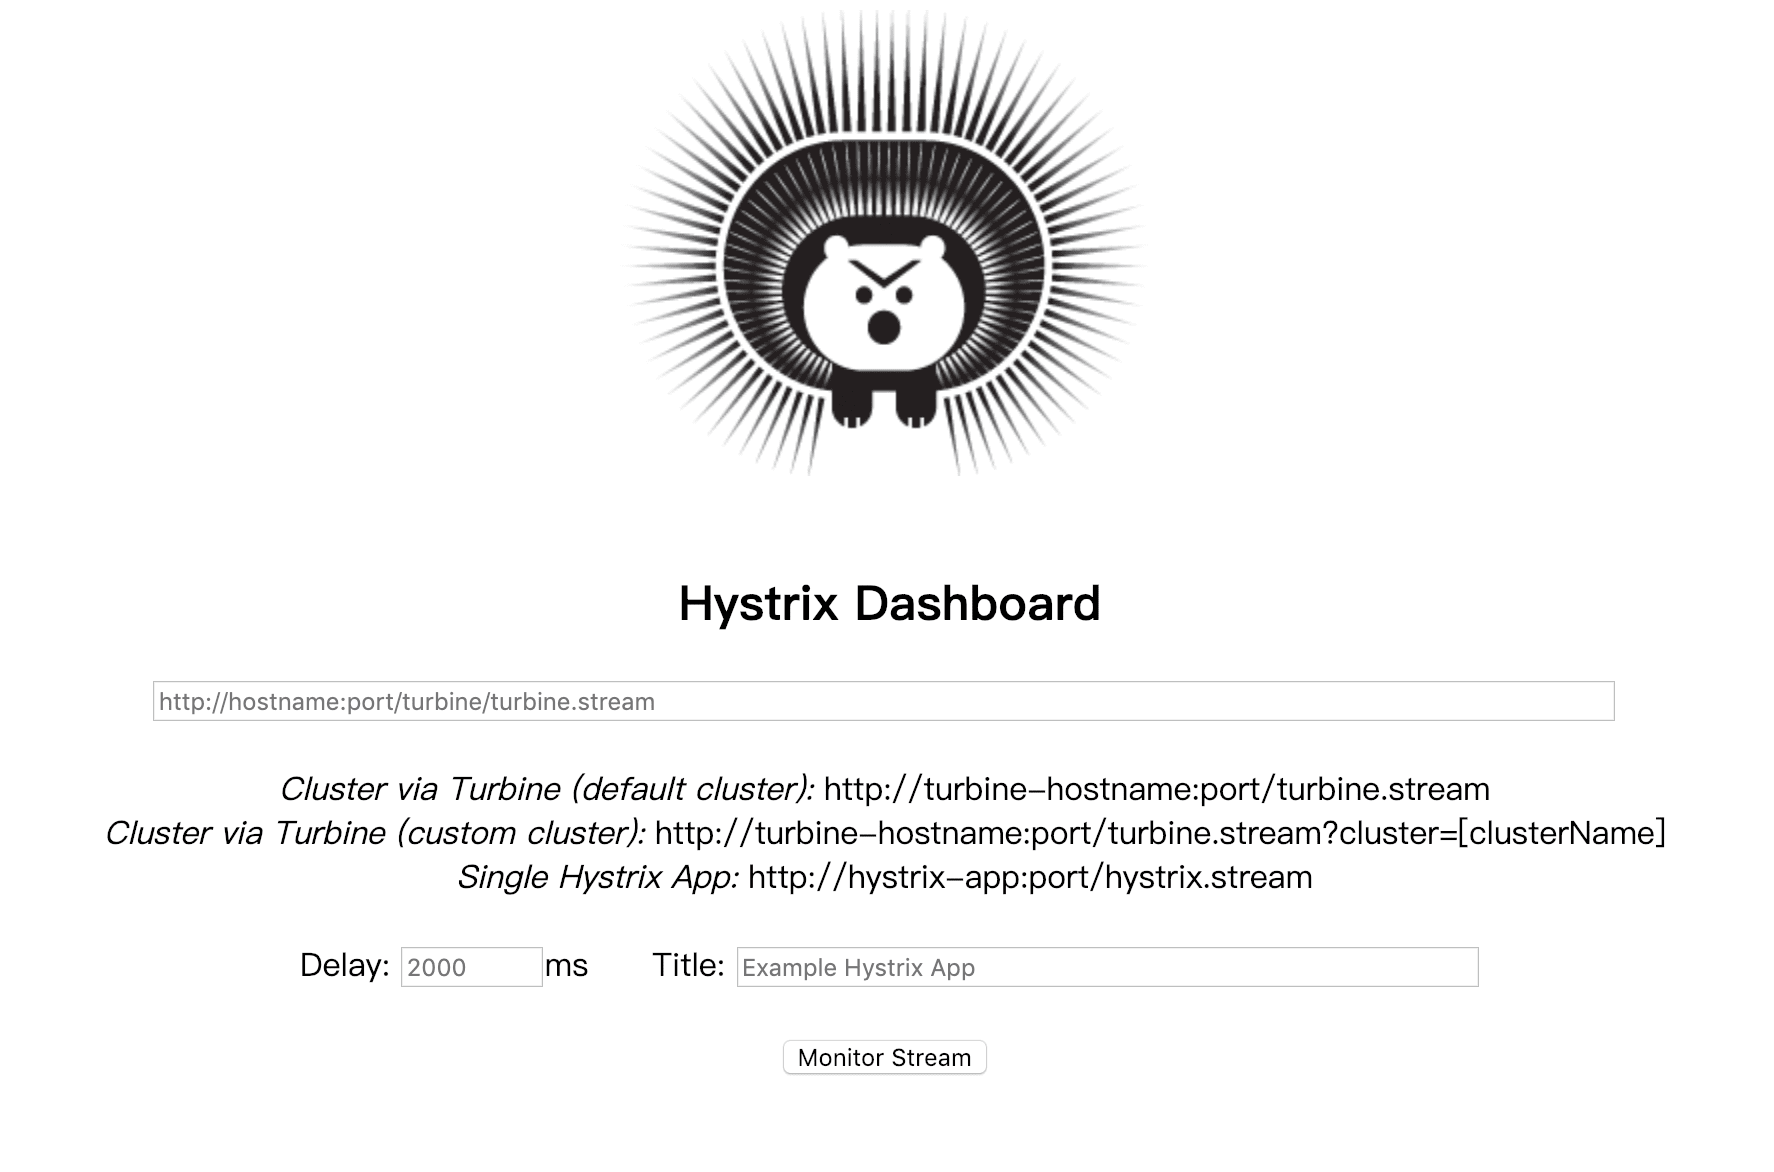 Hystrix Dashboard
http://hostname:port/turbine/turbine.stream
Cluster via Turbine (default cluster): http://turbine-hostname:port/turbine.stream
Cluster via Turbine (custom cluster): http://turbine-hostname:port/turbine.stream?cluster=[clusterName]
Single Hystrix App: http://hystrix-app:port/hystrix.stream
Delay: 2000 ms Title: Example Hystrix App
Monitor Stream